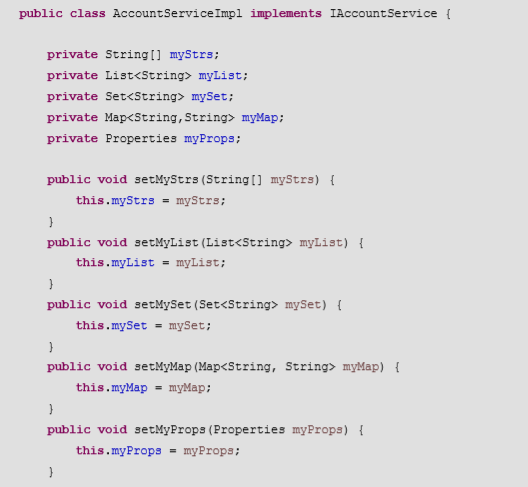 public class AccountServiceImpl implements IAccountService {
private String[] myStrs;
private List<String> myList;
private Set<String> mySet;
private Map<String,String> myMap;
private Properties myProps;
public void setMyStrs(String[] myStrs) {
this.myStrs = myStrs;
}
public void setMyList(List<String> myList) {
this.myList = myList;
}
public void setMySet(Set<String> mySet) {
this.mySet = mySet;
}
public void setMyMap(Map<String, String> myMap) {
this.myMap = myMap;
}
public void setMyProps(Properties myProps) {
this.myProps = myProps;
}